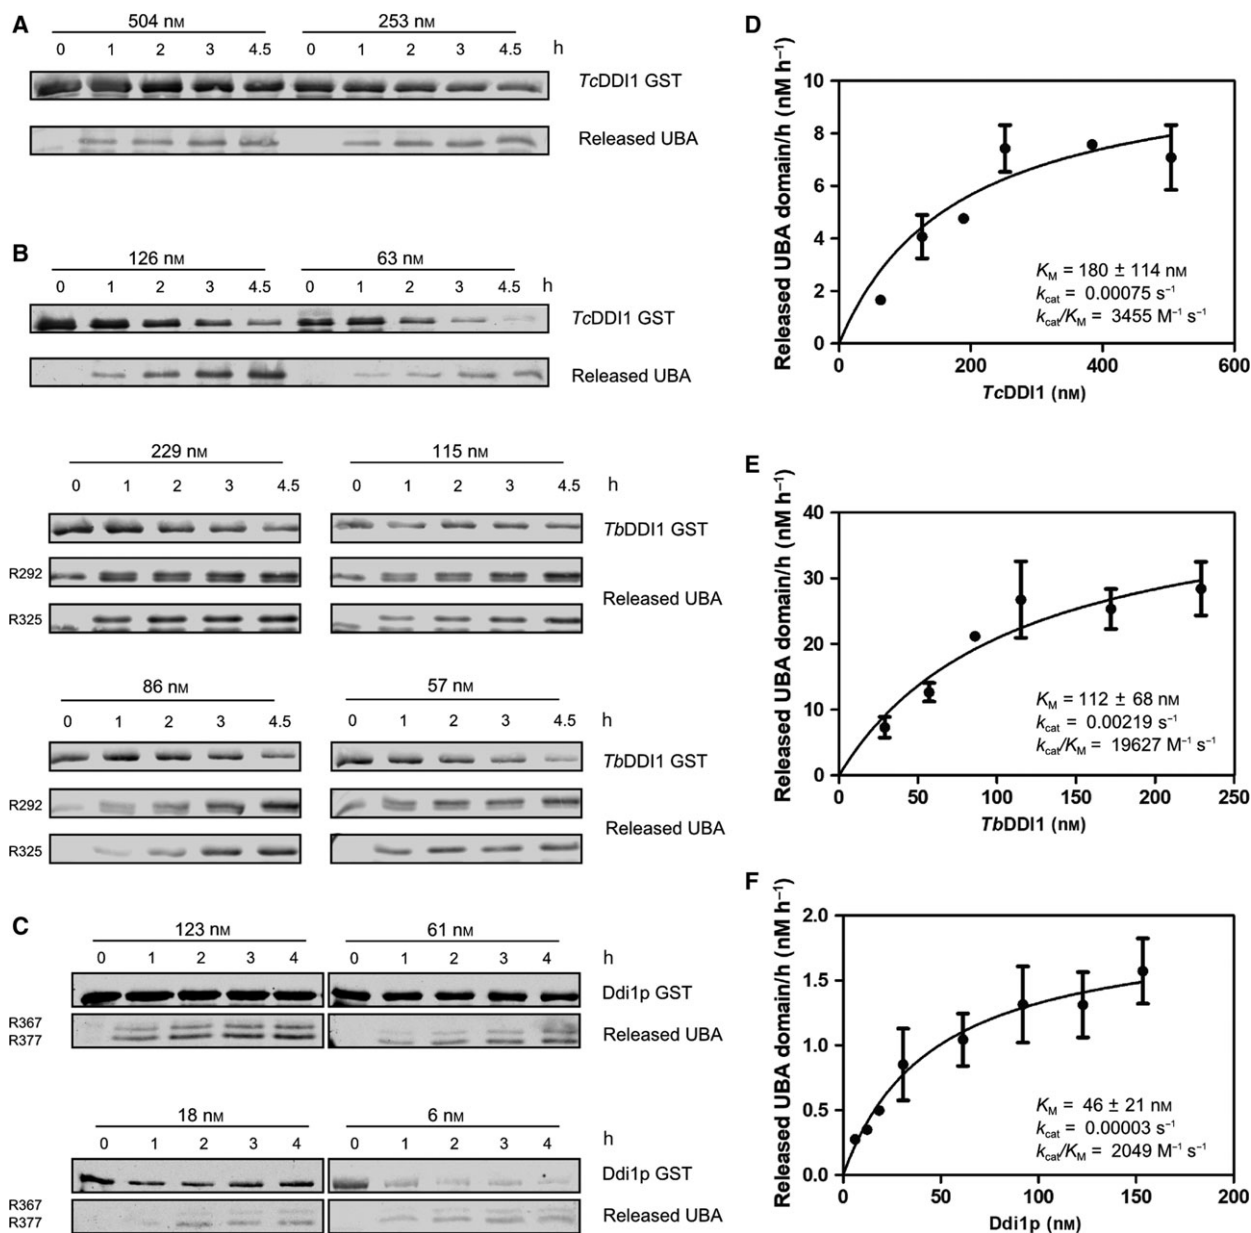 A
504 nM 253 nM
0 1 2 3 4.5 0 1 2 3 4.5 h
TcDDI1 GST
Released UBA
B
126 nM 63 nM
0 1 2 3 4.5 0 1 2 3 4.5 h
TcDDI1 GST
Released UBA
229 nM 115 nM
0 1 2 3 4.5 0 1 2 3 4.5 h
TbDDI1 GST
R292
Released UBA
R325
86 nM 57 nM
0 1 2 3 4.5 0 1 2 3 4.5 h
TbDDI1 GST
R292
Released UBA
R325
C
123 nM 61 nM
0 1 2 3 4 0 1 2 3 4 h
Ddi1p GST
R367
R377
Released UBA
18 nM 6 nM
0 1 2 3 4 0 1 2 3 4 h
Ddi1p GST
R367
R377
Released UBA
D
Released UBA domain/h (nM h⁻¹)
10
8
6
4
2
0
KM = 180 ± 114 nM
kcat = 0.00075 s⁻¹
kcat/KM = 3455 M⁻¹ s⁻¹
0 200 400 600
TcDDI1 (nM)
E
Released UBA domain/h (nM h⁻¹)
40
30
20
10
0
KM = 112 ± 68 nM
kcat = 0.00219 s⁻¹
kcat/KM = 19627 M⁻¹ s⁻¹
0 50 100 150 200 250
TbDDI1 (nM)
F
Released UBA domain/h (nM h⁻¹)
2.0
1.5
1.0
0.5
0.0
KM = 46 ± 21 nM
kcat = 0.00003 s⁻¹
kcat/KM = 2049 M⁻¹ s⁻¹
0 50 100 150 200
Ddi1p (nM)